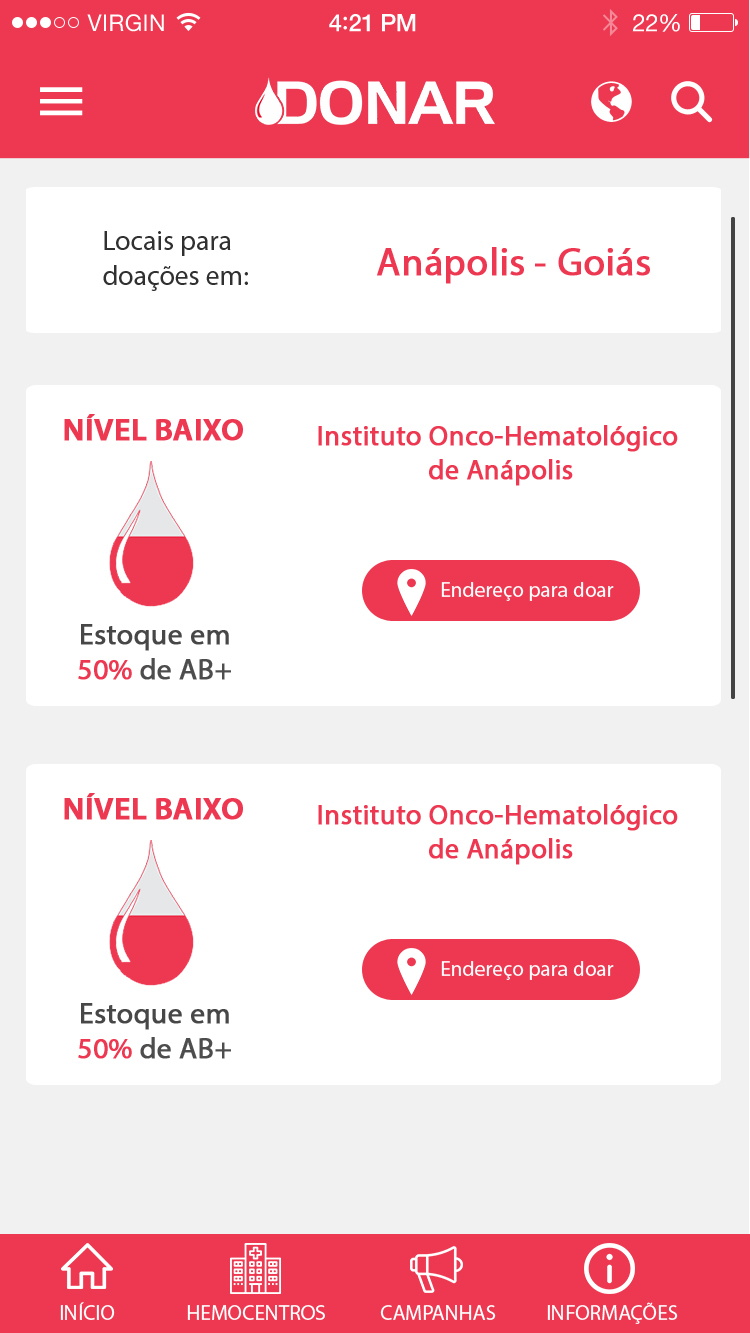 VIRGIN 4:21 PM 22%
DONAR
Locais para
doações em:
Anápolis - Goiás
NÍVEL BAIXO
Estoque em
50% de AB+
Instituto Onco-Hematológico
de Anápolis
Endereço para doar
NÍVEL BAIXO
Estoque em
50% de AB+
Instituto Onco-Hematológico
de Anápolis
Endereço para doar
INÍCIO HEMOCENTROS CAMPANHAS INFORMAÇÕES